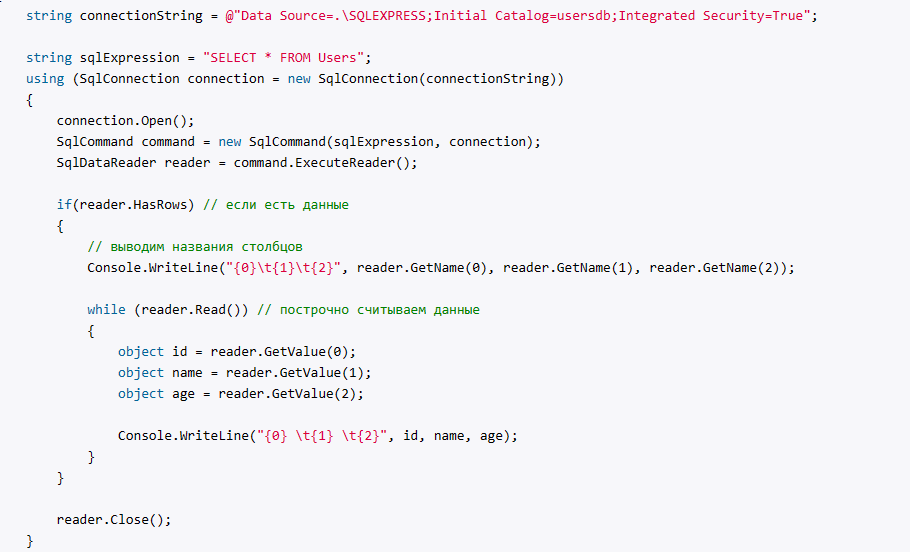 string connectionString = @"Data Source=.\SQLEXPRESS;Initial Catalog=usersdb;Integrated Security=True";
string sqlExpression = "SELECT * FROM Users";
using (SqlConnection connection = new SqlConnection(connectionString))
{
connection.Open();
SqlCommand command = new SqlCommand(sqlExpression, connection);
SqlDataReader reader = command.ExecuteReader();
if(reader.HasRows) // если есть данные
{
// выводим названия столбцов
Console.WriteLine("{0}\t{1}\t{2}", reader.GetName(0), reader.GetName(1), reader.GetName(2));
while (reader.Read()) // построчно считываем данные
{
object id = reader.GetValue(0);
object name = reader.GetValue(1);
object age = reader.GetValue(2);
Console.WriteLine("{0} \t{1} \t{2}", id, name, age);
}
}
reader.Close();
}